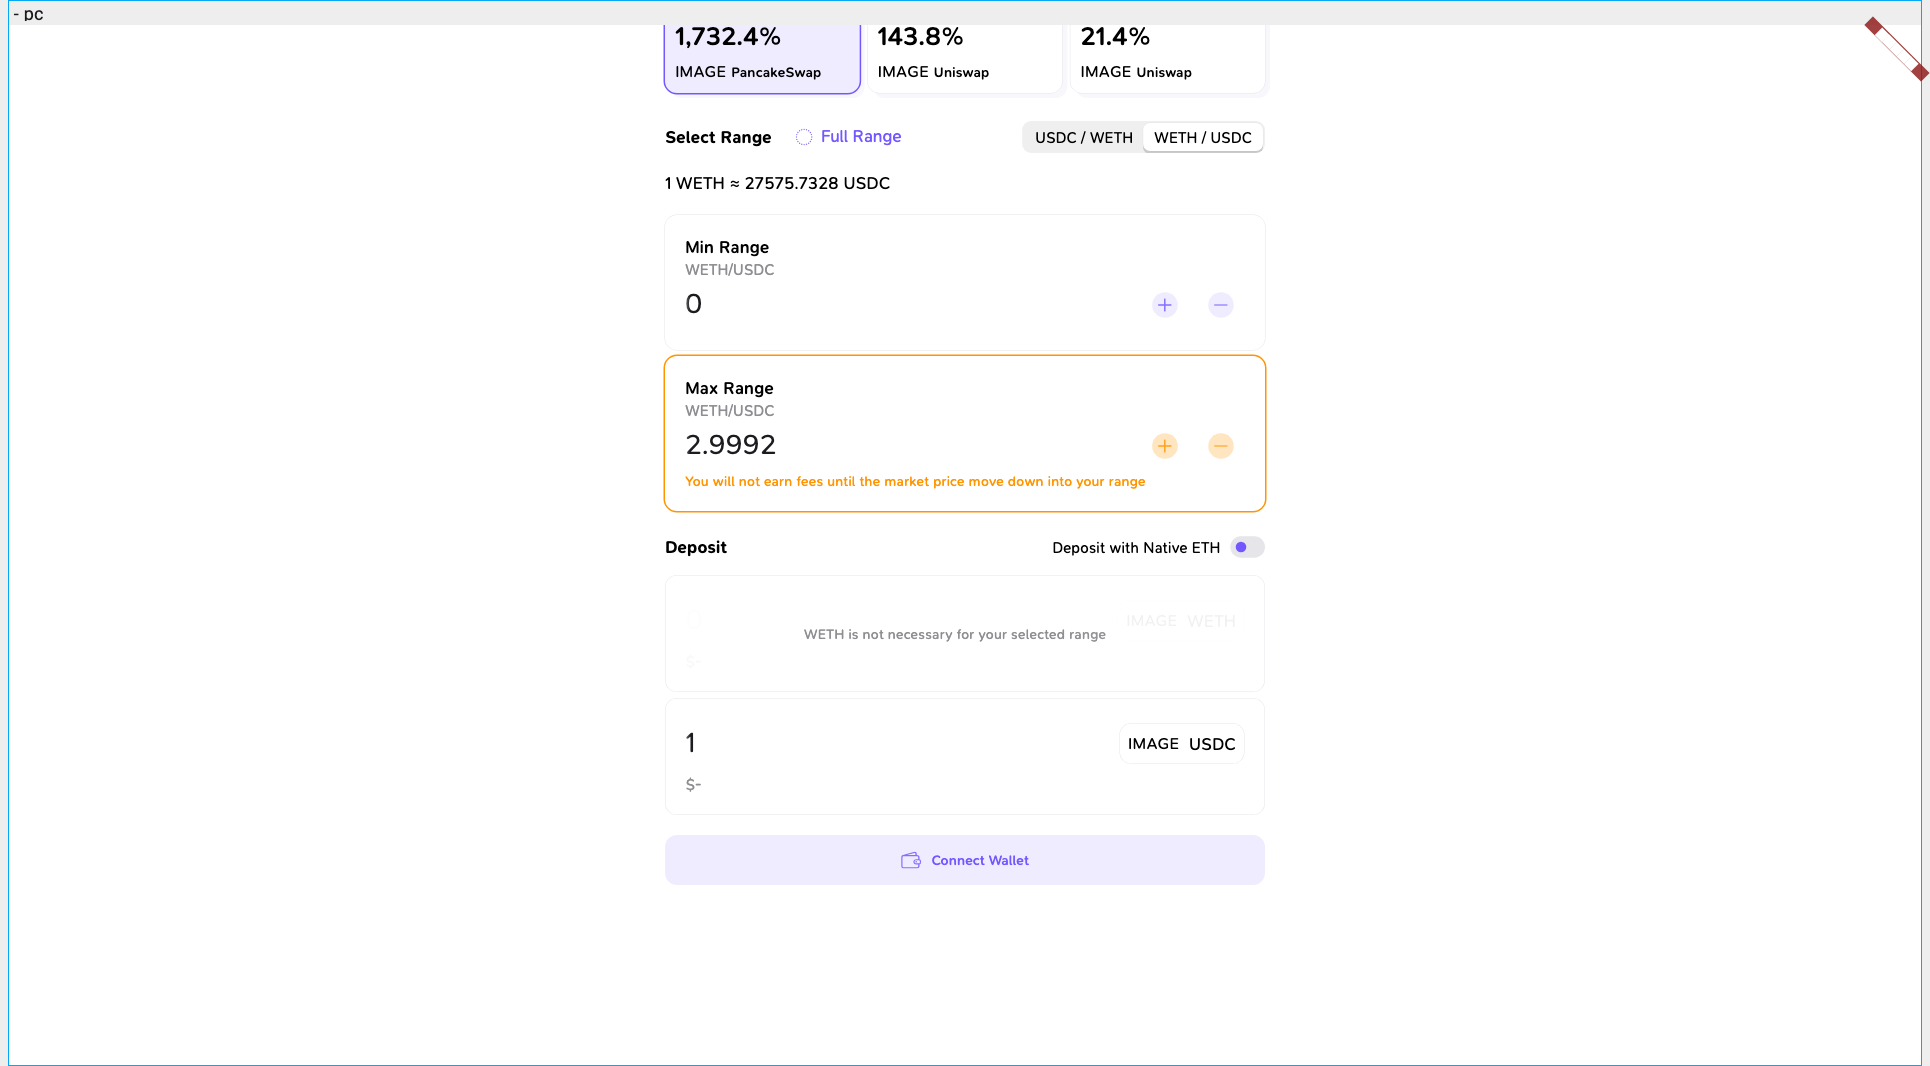 - pc
1,732.4% 143.8% 21.4%
IMAGE PancakeSwap IMAGE Uniswap IMAGE Uniswap
Select Range Full Range USDC / WETH WETH / USDC
1 WETH ≈ 27575.7328 USDC
Min Range
WETH/USDC
0
Max Range
WETH/USDC
2.9992
You will not earn fees until the market price move down into your range
Deposit Deposit with Native ETH
0 IMAGE WETH
WETH is not necessary for your selected range
$-
1 IMAGE USDC
$-
Connect Wallet